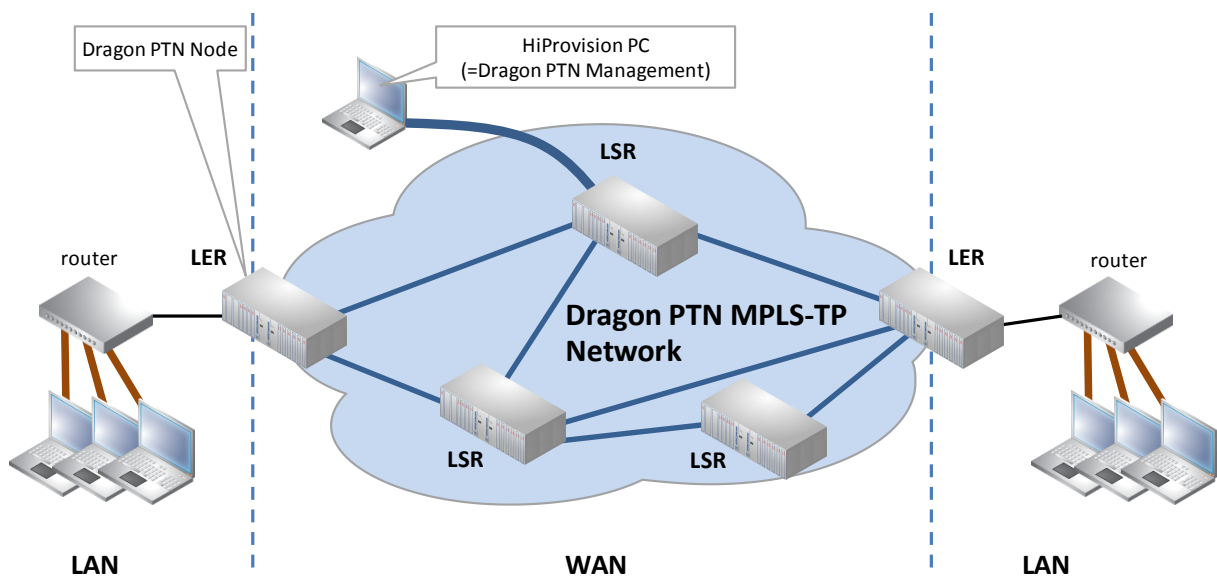 Dragon PTN Node
HiProvision PC
(=Dragon PTN Management)
LSR
router
LER
LER
router
Dragon PTN MPLS-TP
Network
LSR
LSR
LAN
WAN
LAN